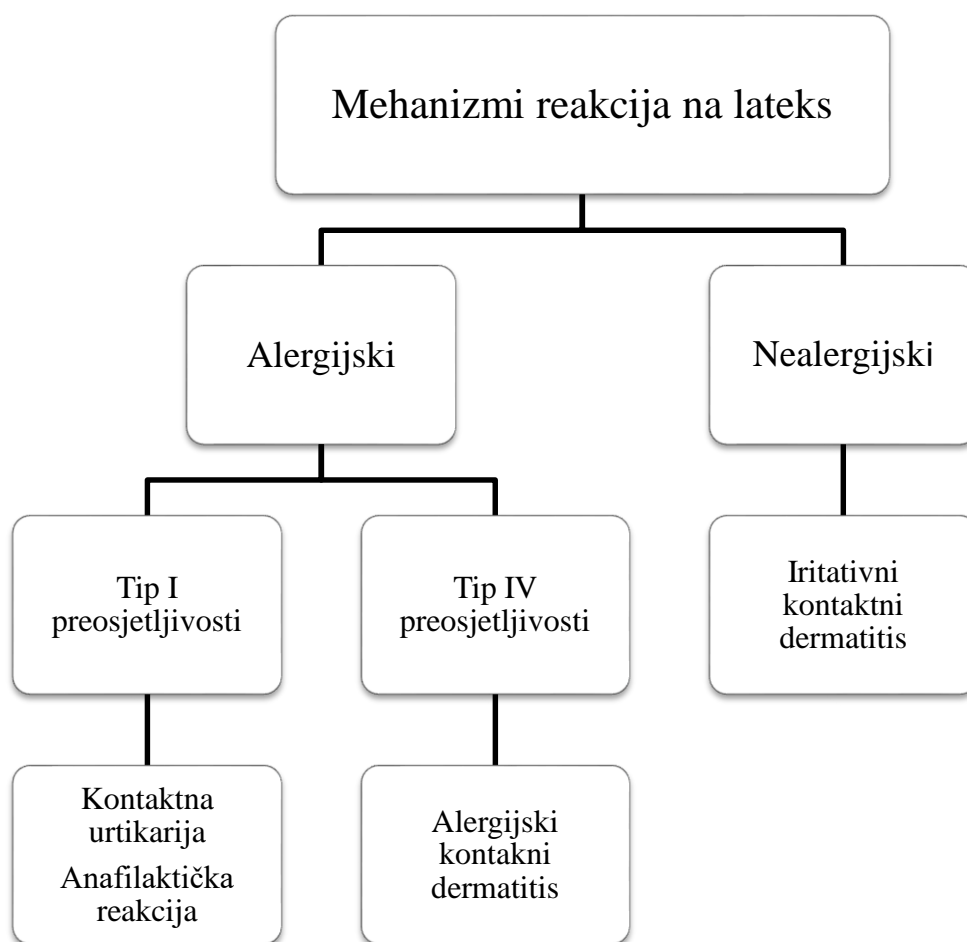 Mehanizmi reakcija na lateks
Alergijski
Nealergijski
Tip I
preosjetljivosti
Tip IV
preosjetljivosti
Iritativni
kontaktni
dermatitis
Kontaktna
urtikarija
Anafilaktička
reakcija
Alergijski
kontakni
dermatitis